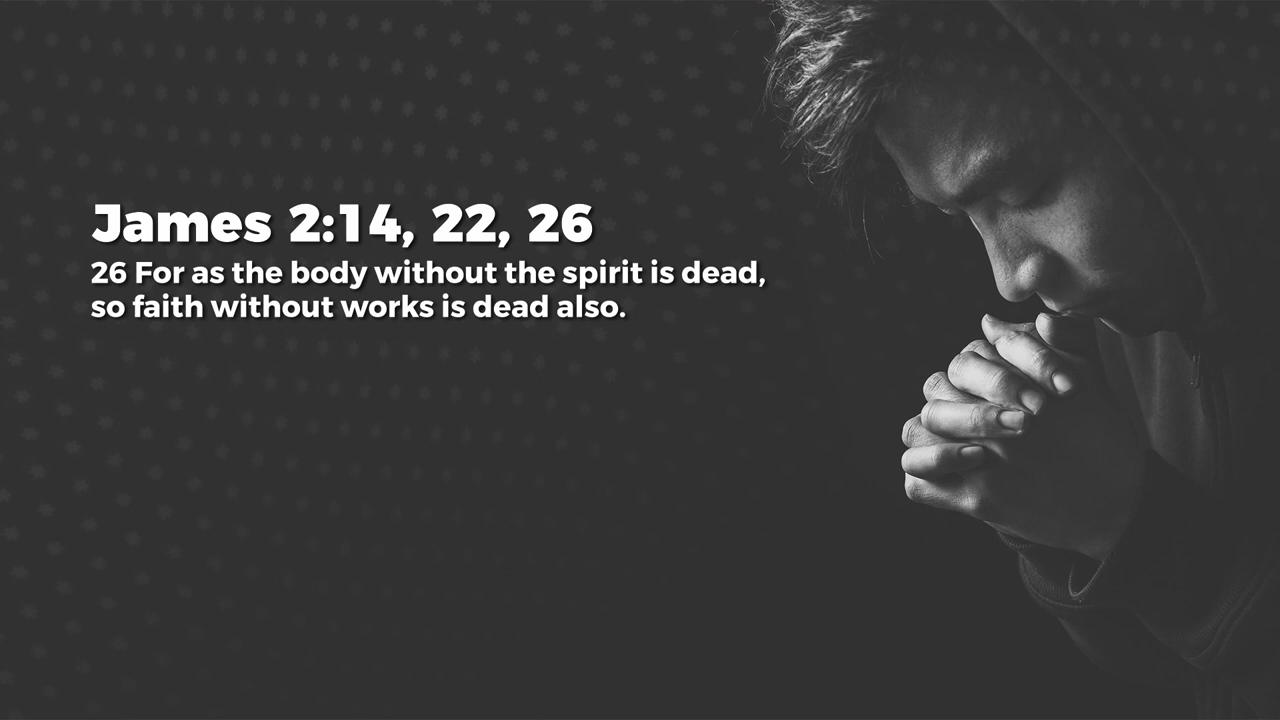 James 2:14, 22, 26
26 For as the body without the spirit is dead,
so faith without works is dead also.